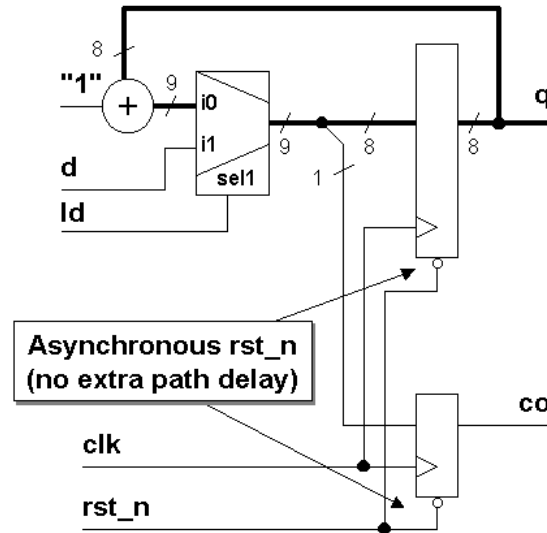 8
"1"
+
9
i0
i1
sel1
9
8
8
q
1
d
ld
Asynchronous rst_n
(no extra path delay)
co
clk
rst_n